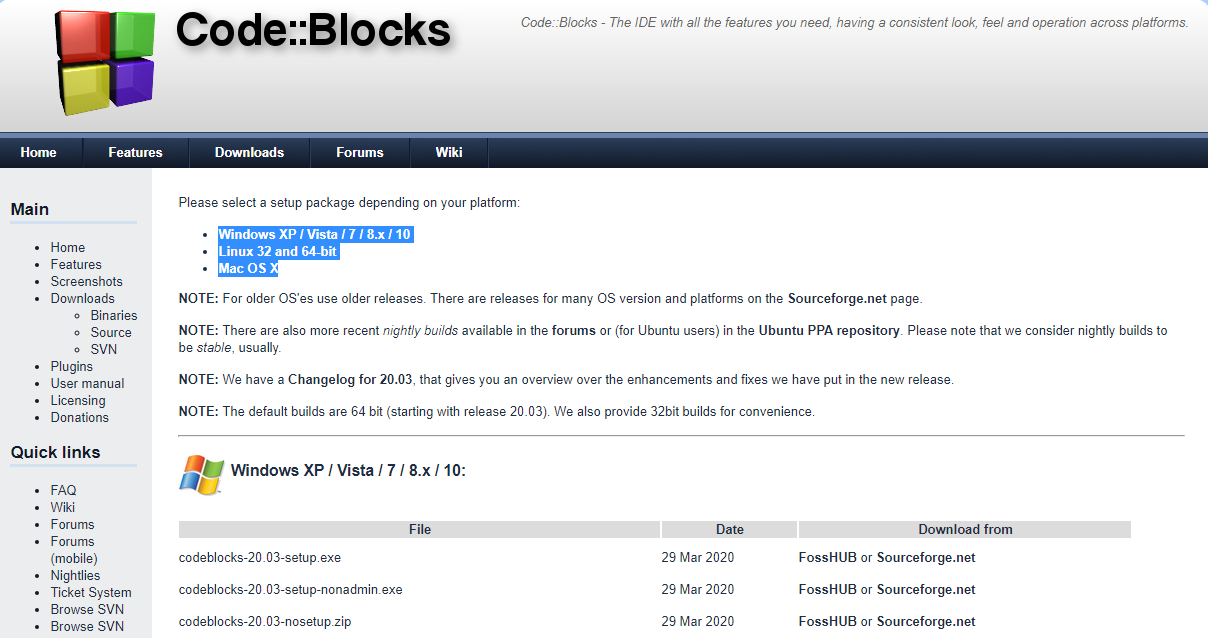 Code::Blocks
Code::Blocks - The IDE with all the features you need, having a consistent look, feel and operation across platforms.
Home Features Downloads Forums Wiki
Main
Home
Features
Screenshots
Downloads
Binaries
Source
SVN
Plugins
User manual
Licensing
Donations
Quick links
FAQ
Wiki
Forums
Forums
(mobile)
Nightlies
Ticket System
Browse SVN
Browse SVN
Please select a setup package depending on your platform:
Windows XP / Vista / 7 / 8.x / 10
Linux 32 and 64-bit
Mac OS X
NOTE: For older OS'es use older releases. There are releases for many OS version and platforms on the Sourceforge.net page.
NOTE: There are also more recent nightly builds available in the forums or (for Ubuntu users) in the Ubuntu PPA repository. Please note that we consider nightly builds to
be stable, usually.
NOTE: We have a Changelog for 20.03, that gives you an overview over the enhancements and fixes we have put in the new release.
NOTE: The default builds are 64 bit (starting with release 20.03). We also provide 32bit builds for convenience.
Windows XP / Vista / 7 / 8.x / 10:
File Date Download from
codeblocks-20.03-setup.exe 29 Mar 2020 FossHUB or Sourceforge.net
codeblocks-20.03-setup-nonadmin.exe 29 Mar 2020 FossHUB or Sourceforge.net
codeblocks-20.03-nosetup.zip 29 Mar 2020 FossHUB or Sourceforge.net